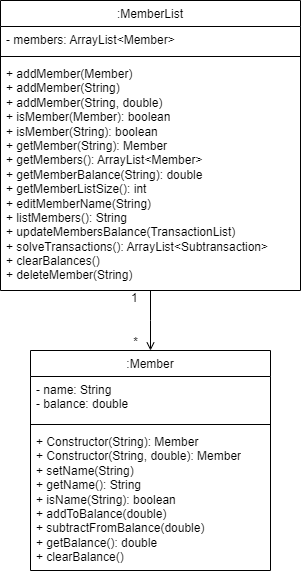 :MemberList
- members: ArrayList<Member>
+ addMember(Member)
+ addMember(String)
+ addMember(String, double)
+ isMember(Member): boolean
+ isMember(String): boolean
+ getMember(String): Member
+ getMembers(): ArrayList<Member>
+ getMemberBalance(String): double
+ getMemberListSize(): int
+ editMemberName(String)
+ listMembers(): String
+ updateMembersBalance(TransactionList)
+ solveTransactions(): ArrayList<Subtransaction>
+ clearBalances()
+ deleteMember(String)
1
*
:Member
- name: String
- balance: double
+ Constructor(String): Member
+ Constructor(String, double): Member
+ setName(String)
+ getName(): String
+ isName(String): boolean
+ addToBalance(double)
+ subtractFromBalance(double)
+ getBalance(): double
+ clearBalance()